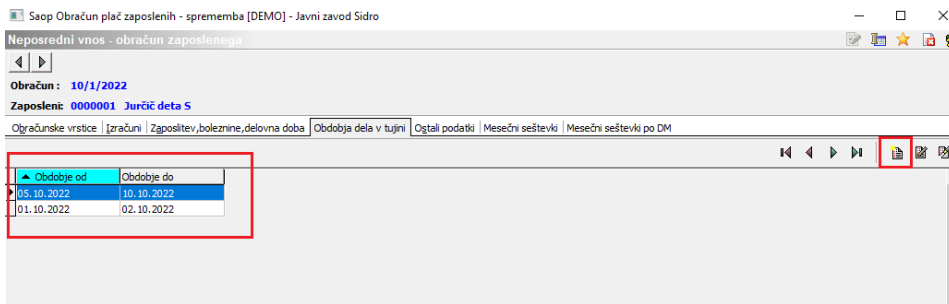 Saop Obračun plač zaposlenih - sprememba [DEMO] - Javni zavod Sidro
Neposredni vnos - obračun zaposlenega
Obračun : 10/1/2022
Zaposleni: 0000001 Jurčič deta S
Obračunske vrstice Izračuni Zaposlitev,boleznine,delovna doba Obdobja dela v tujini Ostali podatki Mesečni seštevki Mesečni seštevki po DM
Obdobje od Obdobje do
05.10.2022 10.10.2022
01.10.2022 02.10.2022